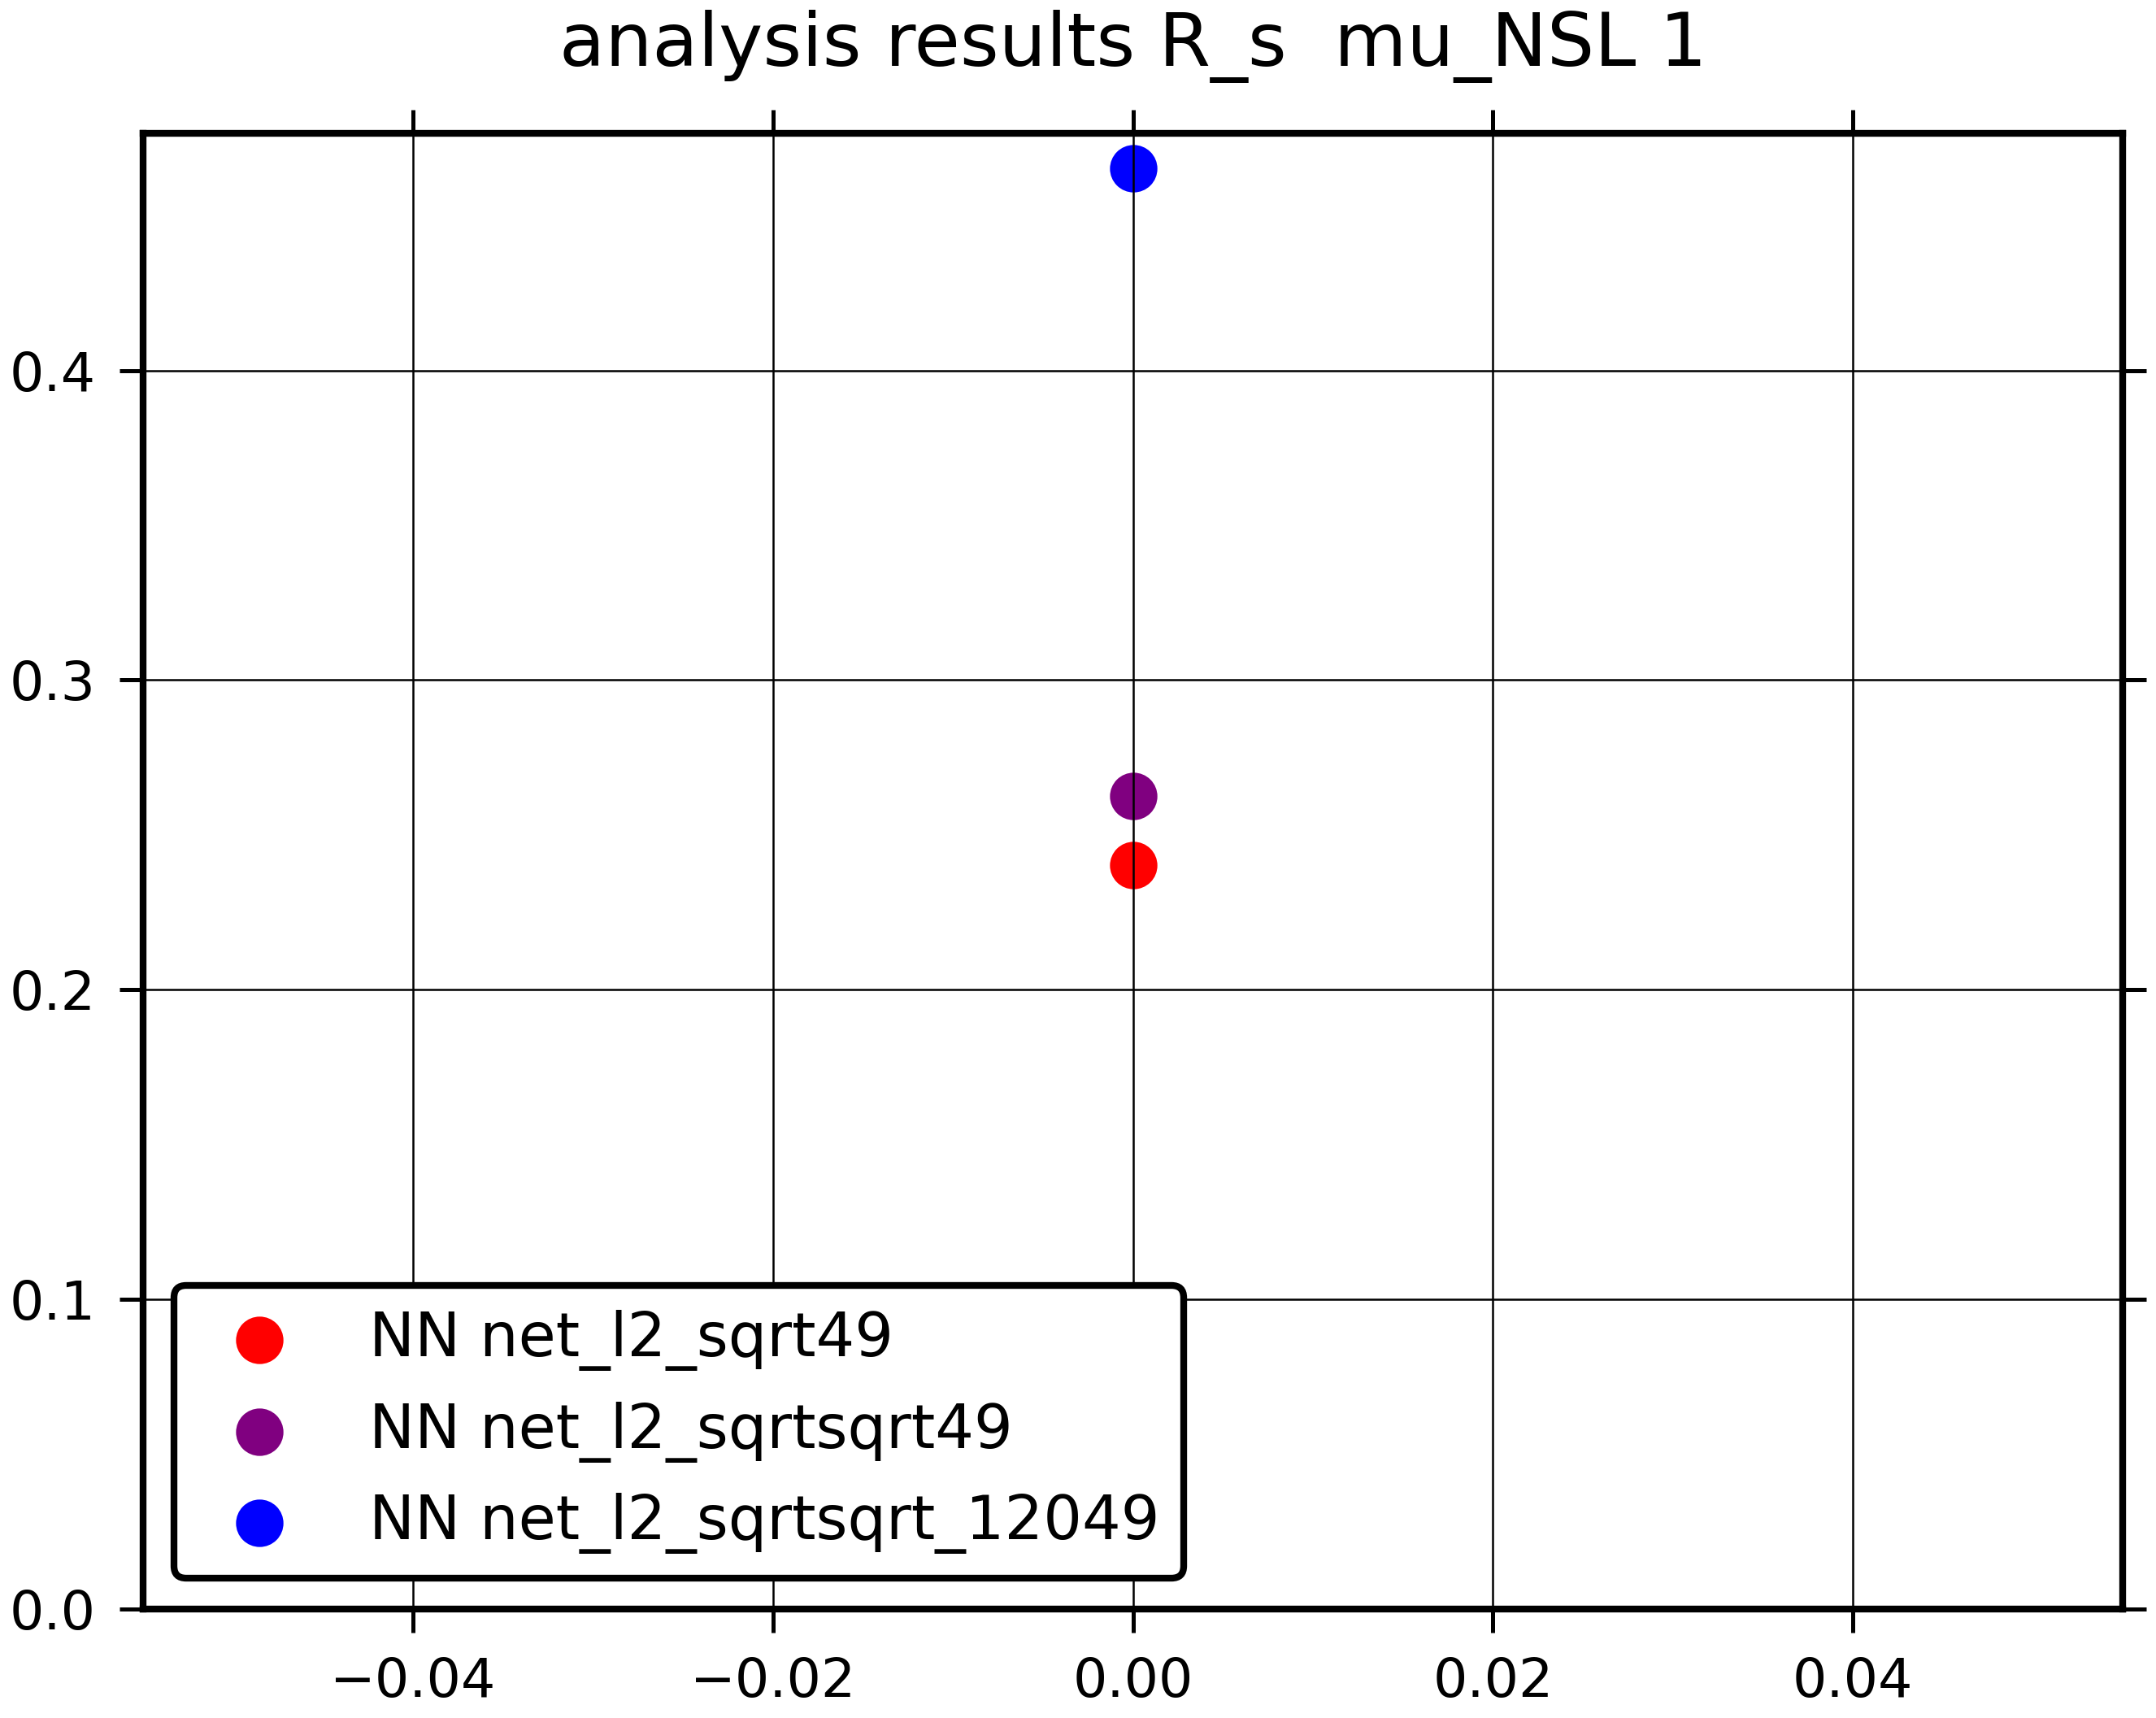 analysis results R_s  mu_NSL 1
0.4
0.3
0.2
0.1
0.0
NN net_l2_sqrt49
NN net_l2_sqrtsqrt49
NN net_l2_sqrtsqrt_12049
−0.04 −0.02 0.00 0.02 0.04